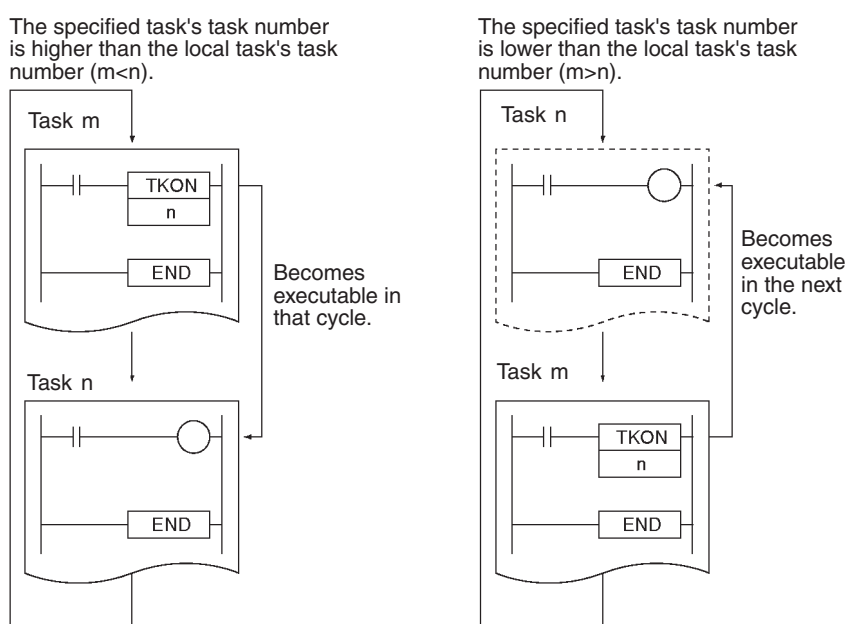 The specified task's task number
is higher than the local task's task
number (m<n).
Task m
TKON
n
END
Becomes
executable in
that cycle.
Task n
END
The specified task's task number
is lower than the local task's task
number (m>n).
Task n
END
Becomes
executable
in the next
cycle.
Task m
TKON
n
END